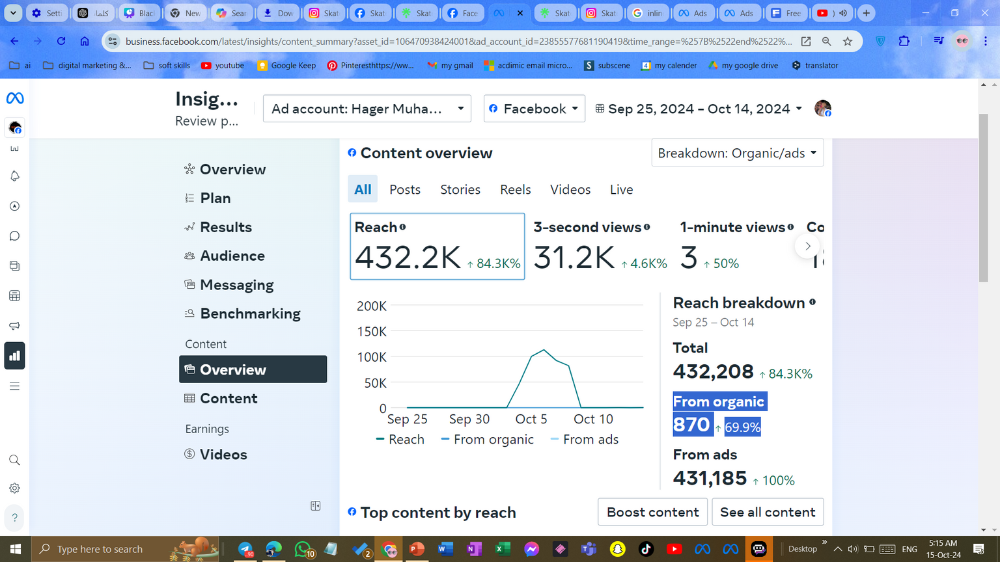 Setti
كلما
Blacl
New
Sear
Dow
Skat
Skat
Skat
Face
Skat
Skat
inlin
Ads
Ads
Free
business.facebook.com/latest/insights/content_summary?asset_id=106470938424001&ad_account_id=23855577681190419&time_range=%257B%2522end%2522%...
ai
digital marketing &...
soft skills
youtube
Google Keep
Pinteresthttps://ww...
my gmail
acdimic email micro...
subscene
my calender
my google drive
translator
Insig...
Review p...
Ad account: Hager Muha...
Facebook
Sep 25, 2024 – Oct 14, 2024
Overview
Plan
Results
Audience
Messaging
Benchmarking
Content
Overview
Content
Earnings
Videos
Content overview
Breakdown: Organic/ads
All Posts Stories Reels Videos Live
Reach
432.2K ↑ 84.3K%
3-second views
31.2K ↑ 4.6K%
1-minute views
3 ↑ 50%
Co
200K
150K
100K
50K
0
Sep 25 Sep 30 Oct 5 Oct 10
Reach From organic From ads
Reach breakdown
Sep 25 – Oct 14
Total
432,208 ↑ 84.3K%
From organic
870 ↑ 69.9%
From ads
431,185 ↑ 100%
Top content by reach
Boost content
See all content
Type here to search
90
10
2
Desktop
ENG
5:15 AM
15-Oct-24